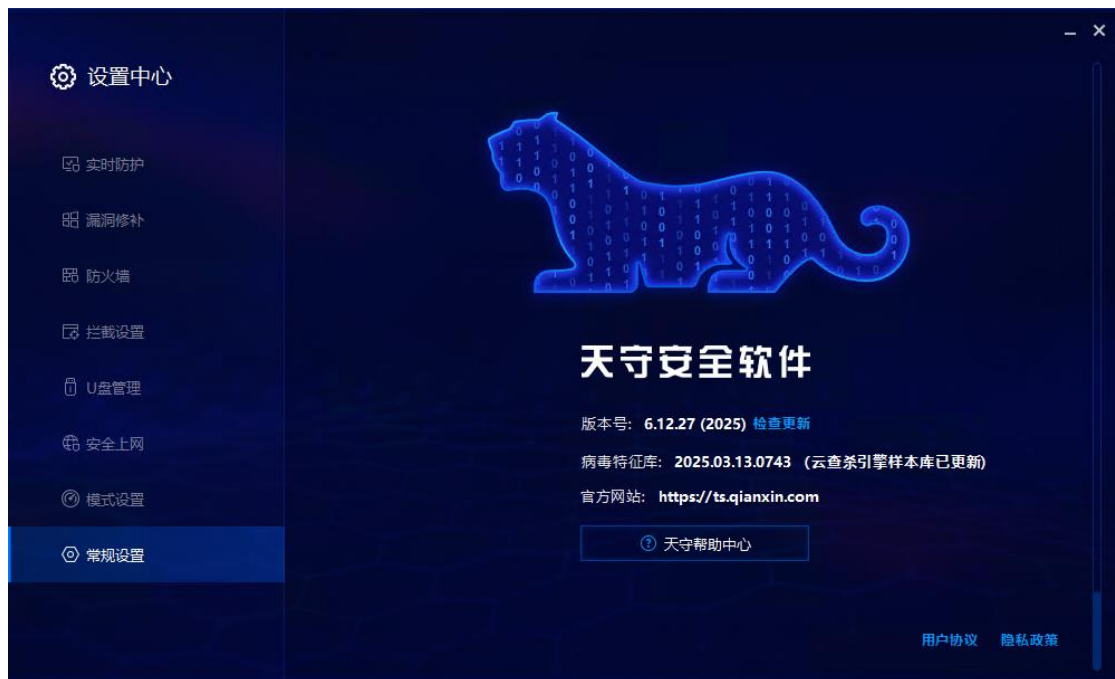 设置中心
实时防护
漏洞修补
防火墙
拦截设置
U盘管理
安全上网
模式设置
常规设置
天守安全软件
版本号: 6.12.27 (2025) 检查更新
病毒特征库: 2025.03.13.0743 (云查杀引擎样本库已更新)
官方网站: https://ts.qianxin.com
天守帮助中心
用户协议 隐私政策